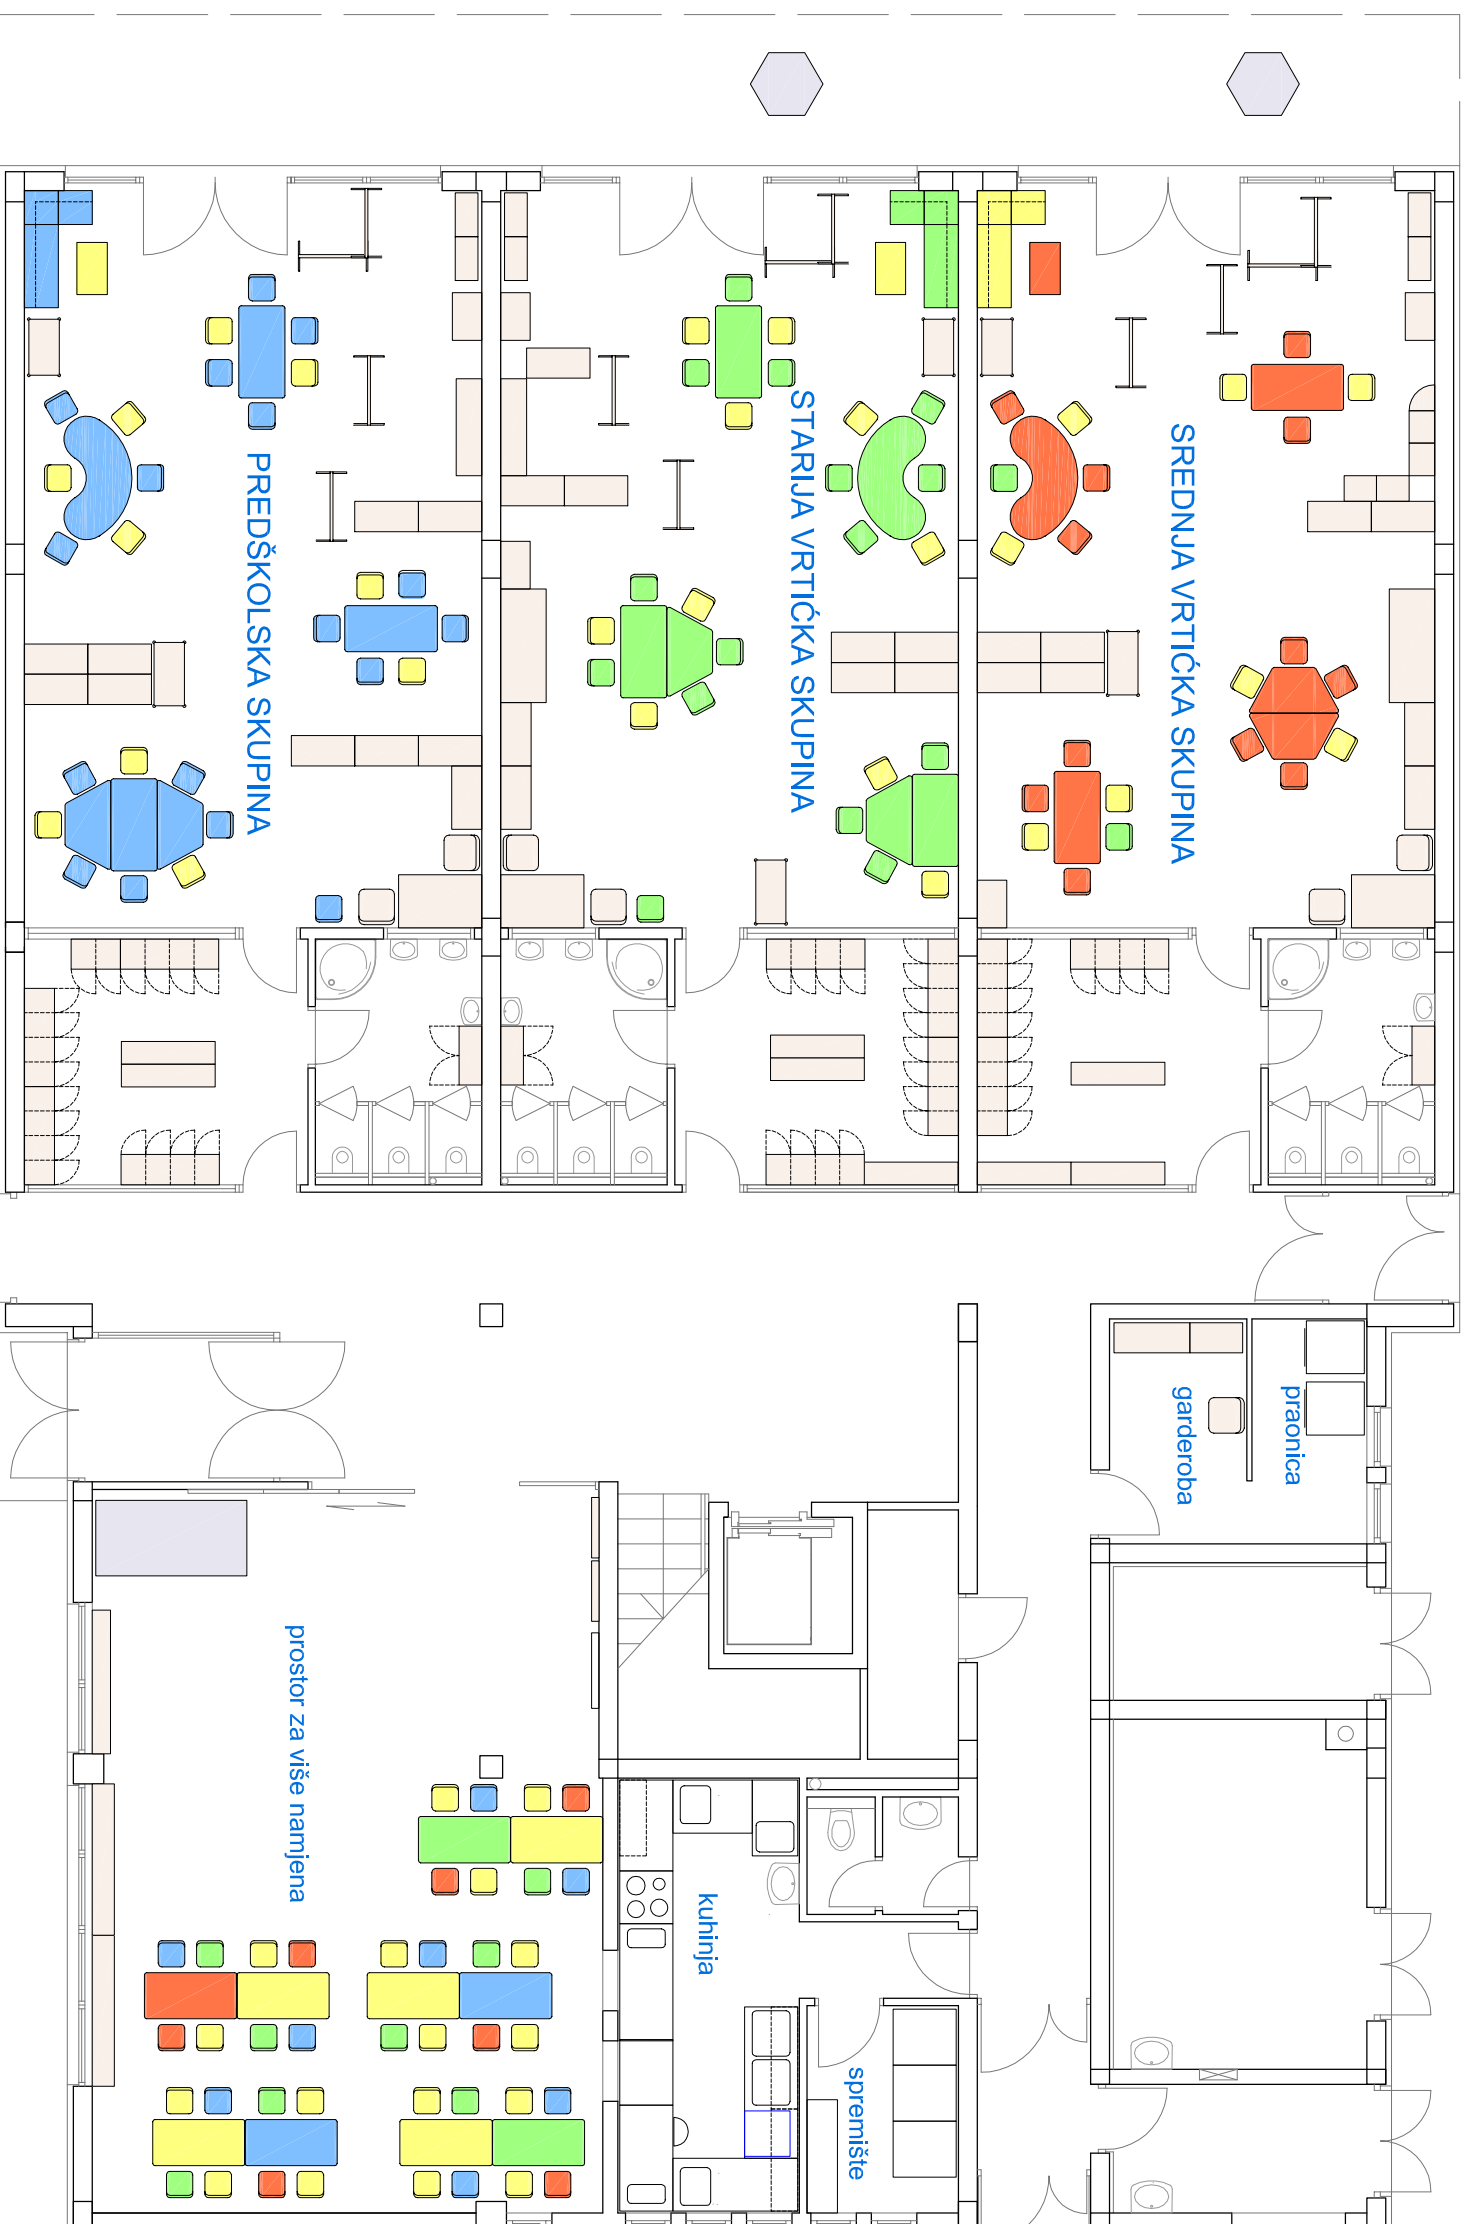 PREDŠKOLSKA SKUPINA
STARIJA VRTIĆKA SKUPINA
SREDNJA VRTIĆKA SKUPINA
garderoba
praonica
prostor za više namjena
kuhinja
spremište